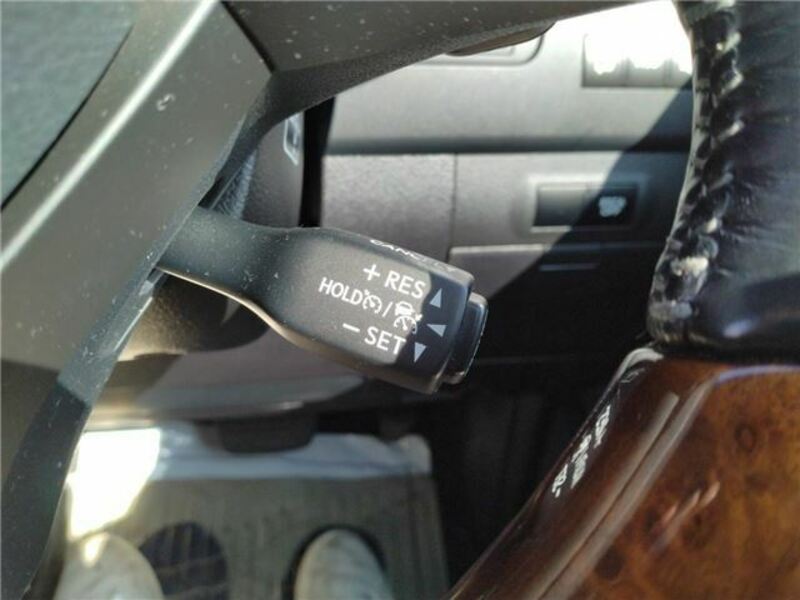 + RES
HOLD /
− SET